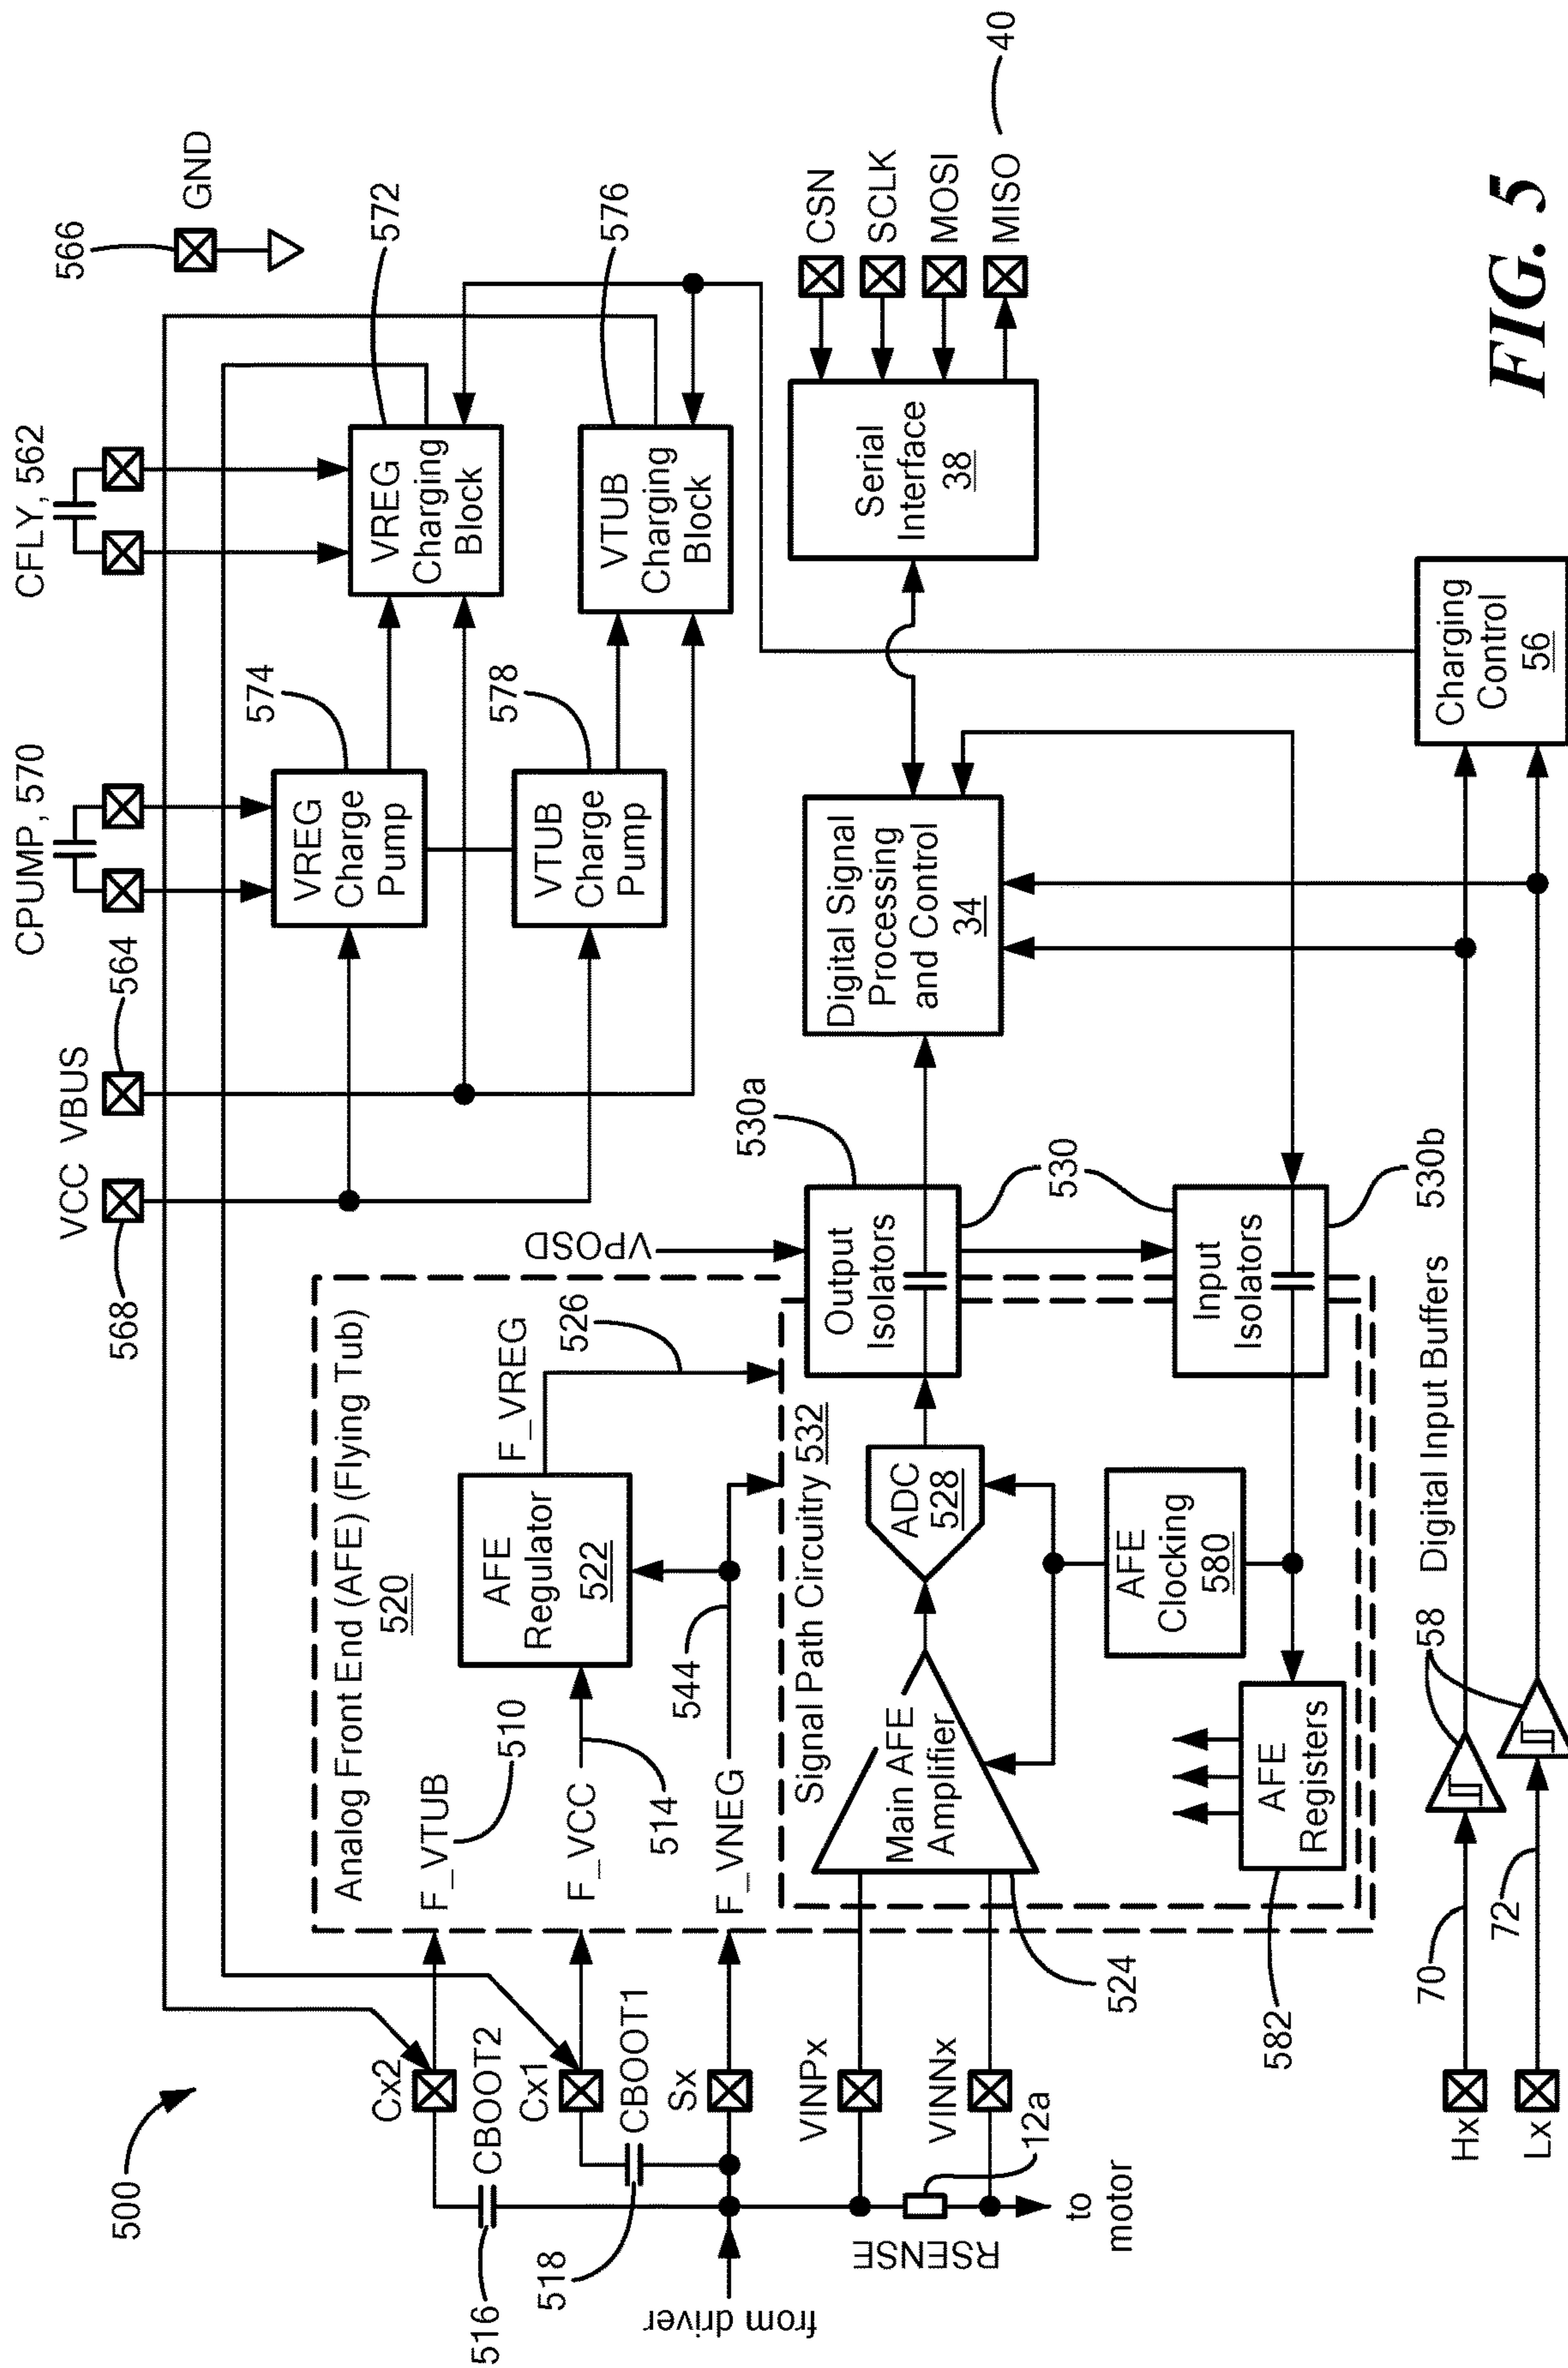 500
CPUMP, 570
CFLY, 562
566
GND
VCC
VBUS
564
568
574
VREG
Charge
Pump
572
VREG
Charging
Block
578
VTUB
Charge
Pump
576
VTUB
Charging
Block
Analog Front End (AFE) (Flying Tub)
520
Cx2
F_VTUB
510
516
CBOOT2
Cx1
F_VCC
514
518
CBOOT1
Sx
F_VNEG
544
AFE
Regulator
522
F_VREG
526
VPOSD
from driver
VINPx
VINNx
RSENSE
12a
to
motor
Signal Path Circuitry 532
Main AFE
Amplifier
524
ADC
528
Output
Isolators
530a
530
Input
Isolators
530b
AFE
Clocking
580
AFE
Registers
582
Digital Signal
Processing
and Control
34
Serial
Interface
38
CSN
SCLK
MOSI
MISO
40
Hx
70
Lx
72
58
Digital Input Buffers
Charging
Control
56
FIG. 5